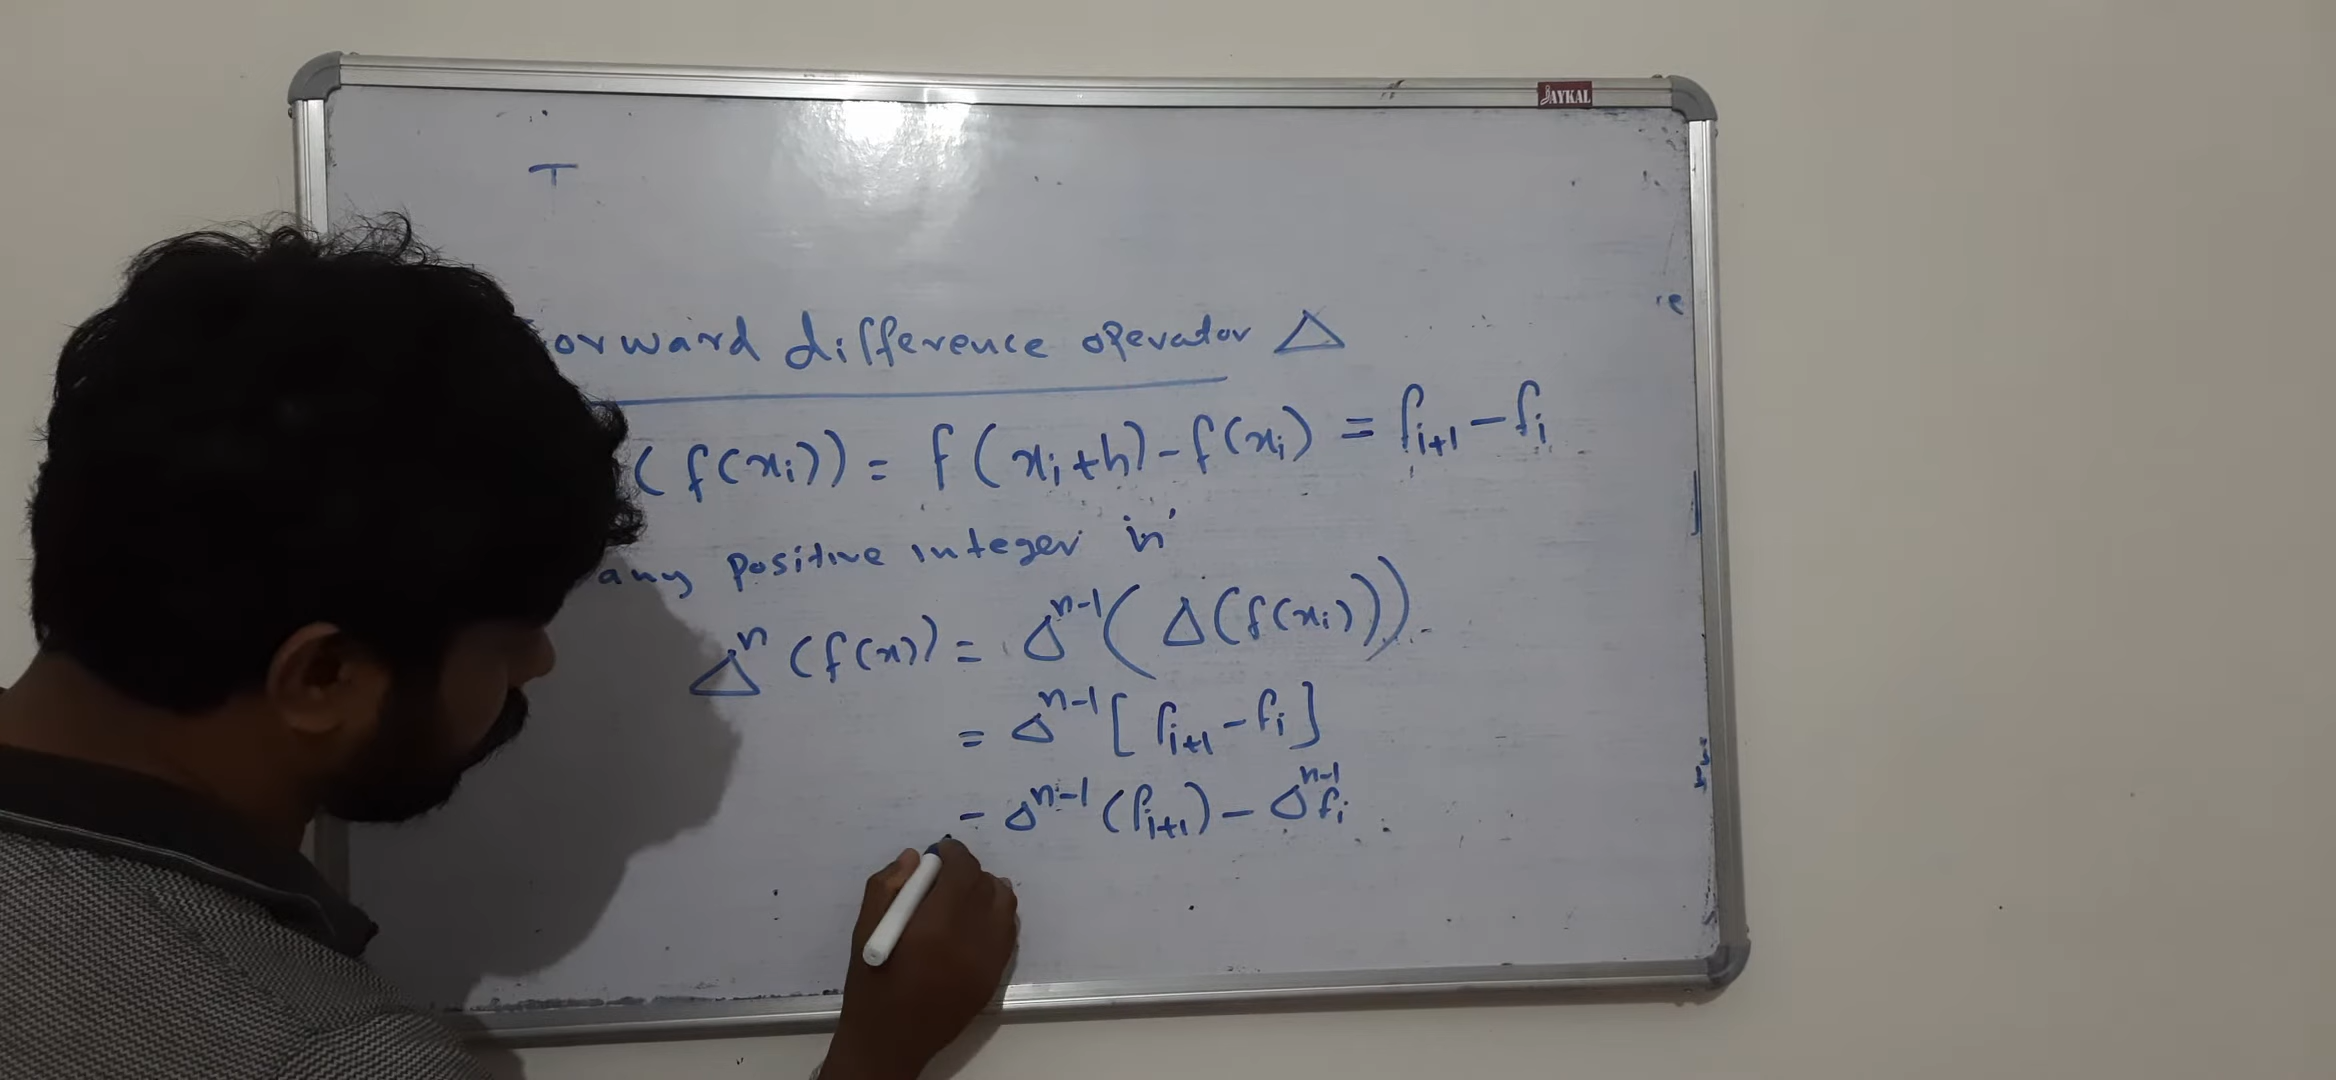 JAYKAL
T
orward difference operator Δ
(f(xi)) = f(xi+h) - f(xi) = fi+1 - fi
any positive integer 'n'
Δ^n (f(x)) = Δ^n-1 (Δ(f(xi)))
= Δ^n-1 [fi+1 - fi]
= Δ^n-1 (fi+1) - Δ^n-1 fi